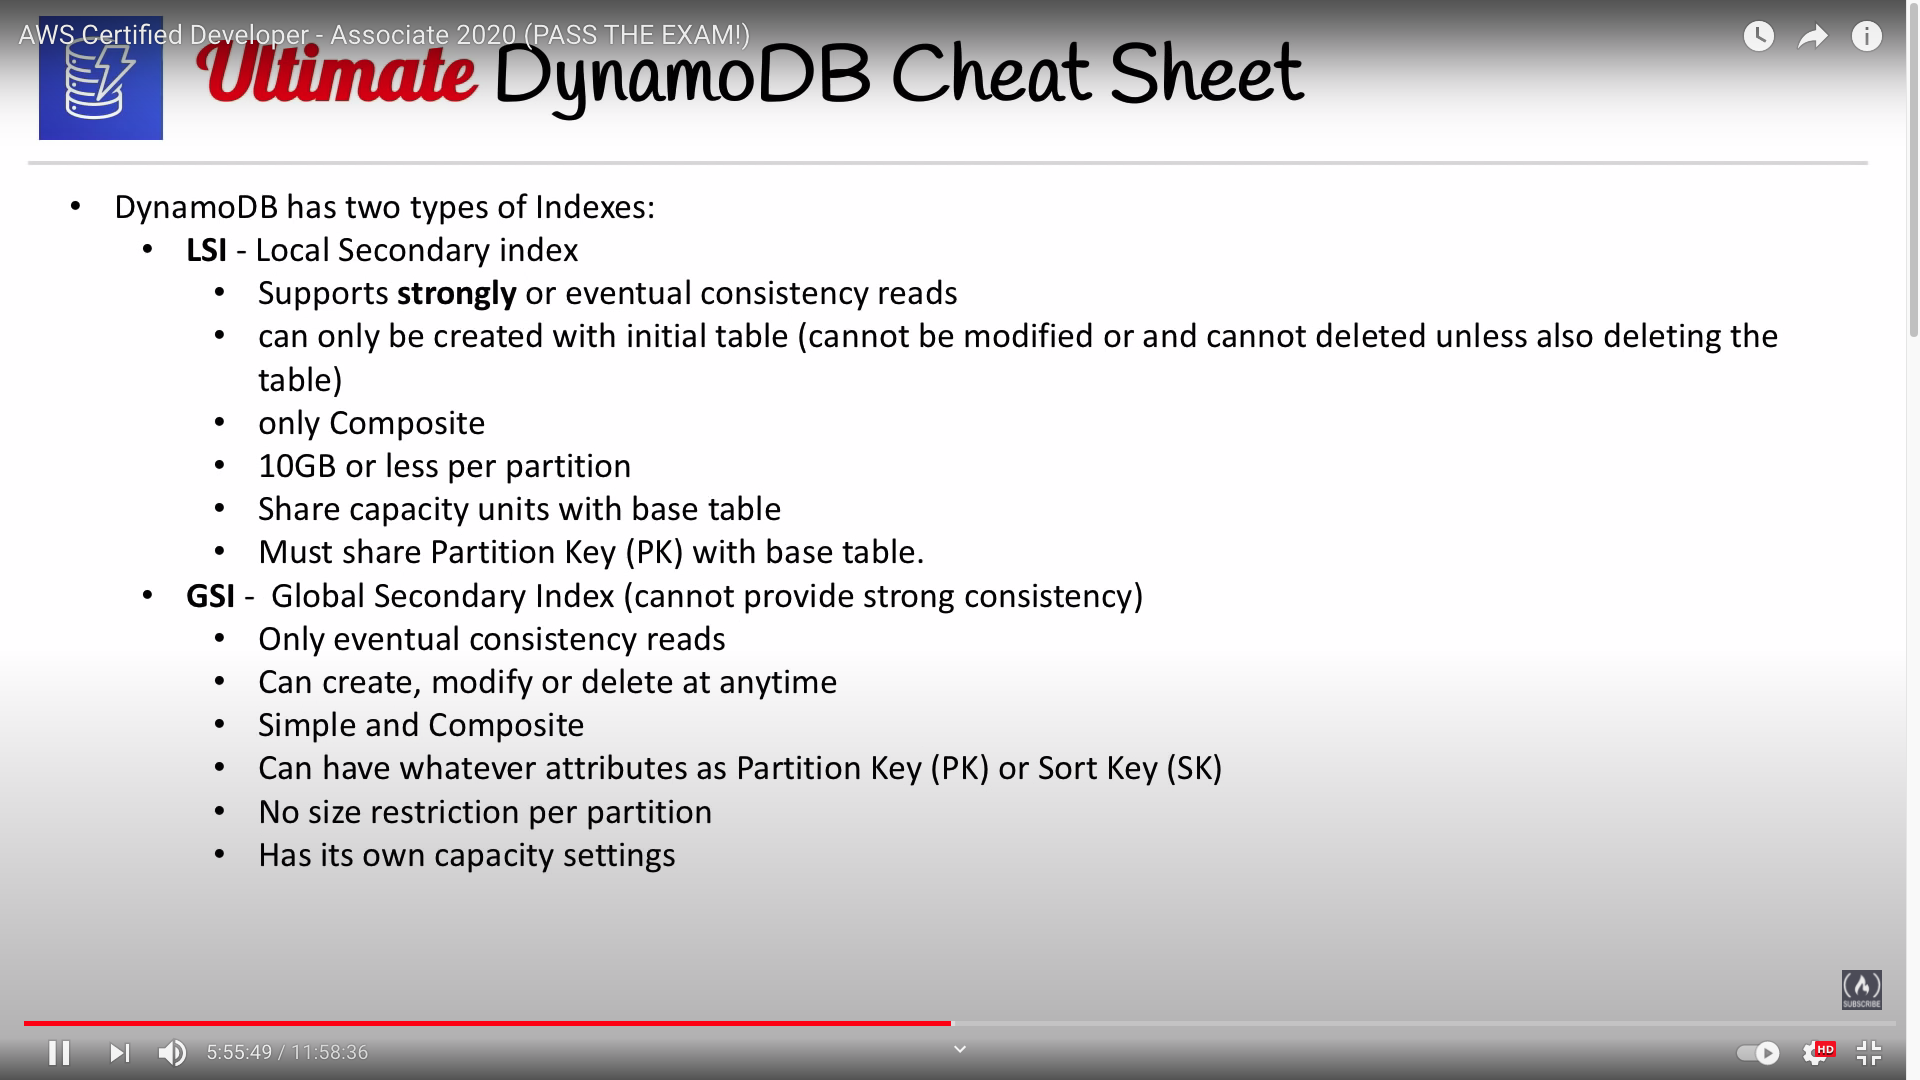 AWS Certified Developer - Associate 2020 (PASS THE EXAM!)
Ultimate DynamoDB Cheat Sheet
• DynamoDB has two types of Indexes:
• LSI - Local Secondary index
• Supports strongly or eventual consistency reads
• can only be created with initial table (cannot be modified or and cannot deleted unless also deleting the
table)
• only Composite
• 10GB or less per partition
• Share capacity units with base table
• Must share Partition Key (PK) with base table.
• GSI - Global Secondary Index (cannot provide strong consistency)
• Only eventual consistency reads
• Can create, modify or delete at anytime
• Simple and Composite
• Can have whatever attributes as Partition Key (PK) or Sort Key (SK)
• No size restriction per partition
• Has its own capacity settings
SUBSCRIBE
5:55:49 / 11:58:36
HD